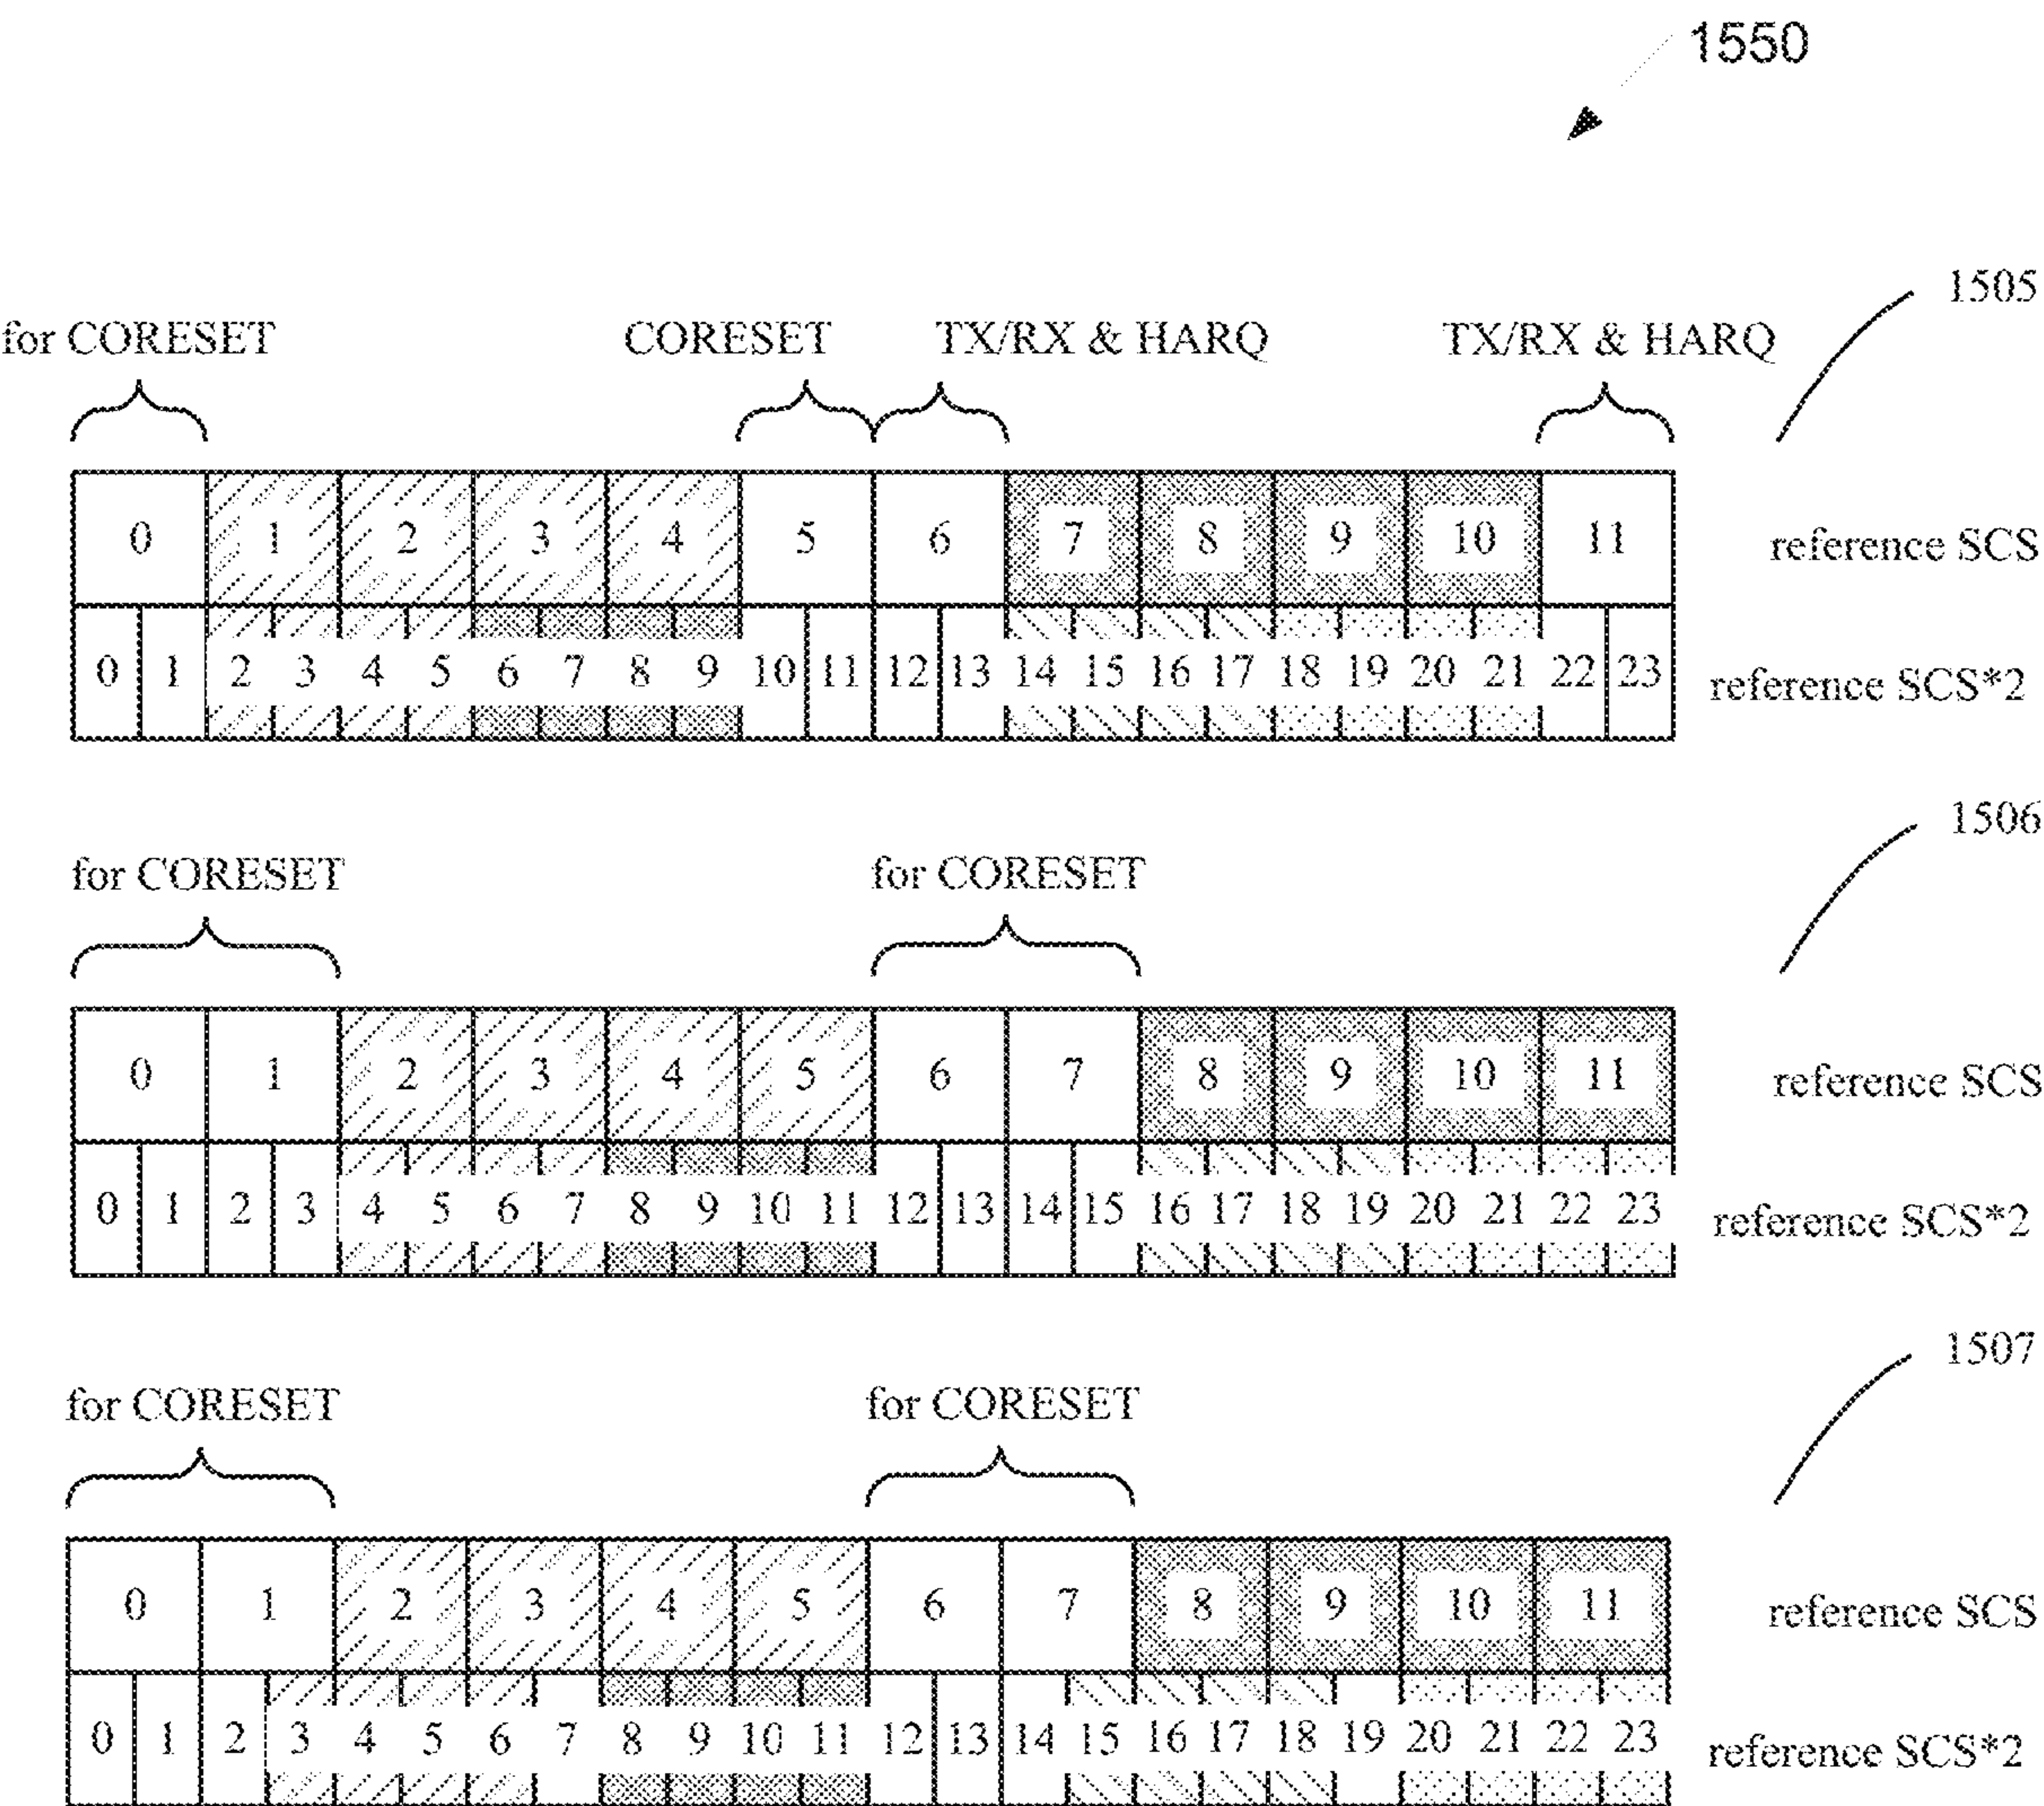 1550
1505
for CORESET CORESET TX/RX & HARQ TX/RX & HARQ
0 1 2 3 4 5 6 7 8 9 10 11 reference SCS
0 1 2 3 4 5 6 7 8 9 10 11 12 13 14 15 16 17 18 19 20 21 22 23 reference SCS*2
1506
for CORESET for CORESET
0 1 2 3 4 5 6 7 8 9 10 11 reference SCS
0 1 2 3 4 5 6 7 8 9 10 11 12 13 14 15 16 17 18 19 20 21 22 23 reference SCS*2
1507
for CORESET for CORESET
0 1 2 3 4 5 6 7 8 9 10 11 reference SCS
0 1 2 3 4 5 6 7 8 9 10 11 12 13 14 15 16 17 18 19 20 21 22 23 reference SCS*2